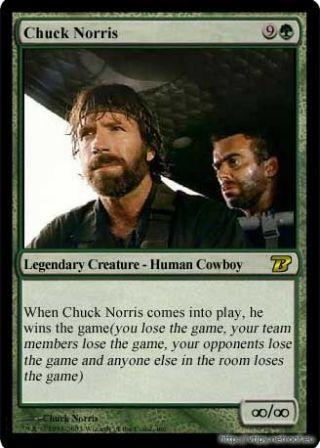 Chuck Norris 9
Legendary Creature - Human Cowboy
When Chuck Norris comes into play, he
wins the game(you lose the game, your team
members lose the game, your opponents lose
the game and anyone else in the room loses
the game)
Chuck Norris
∞/∞